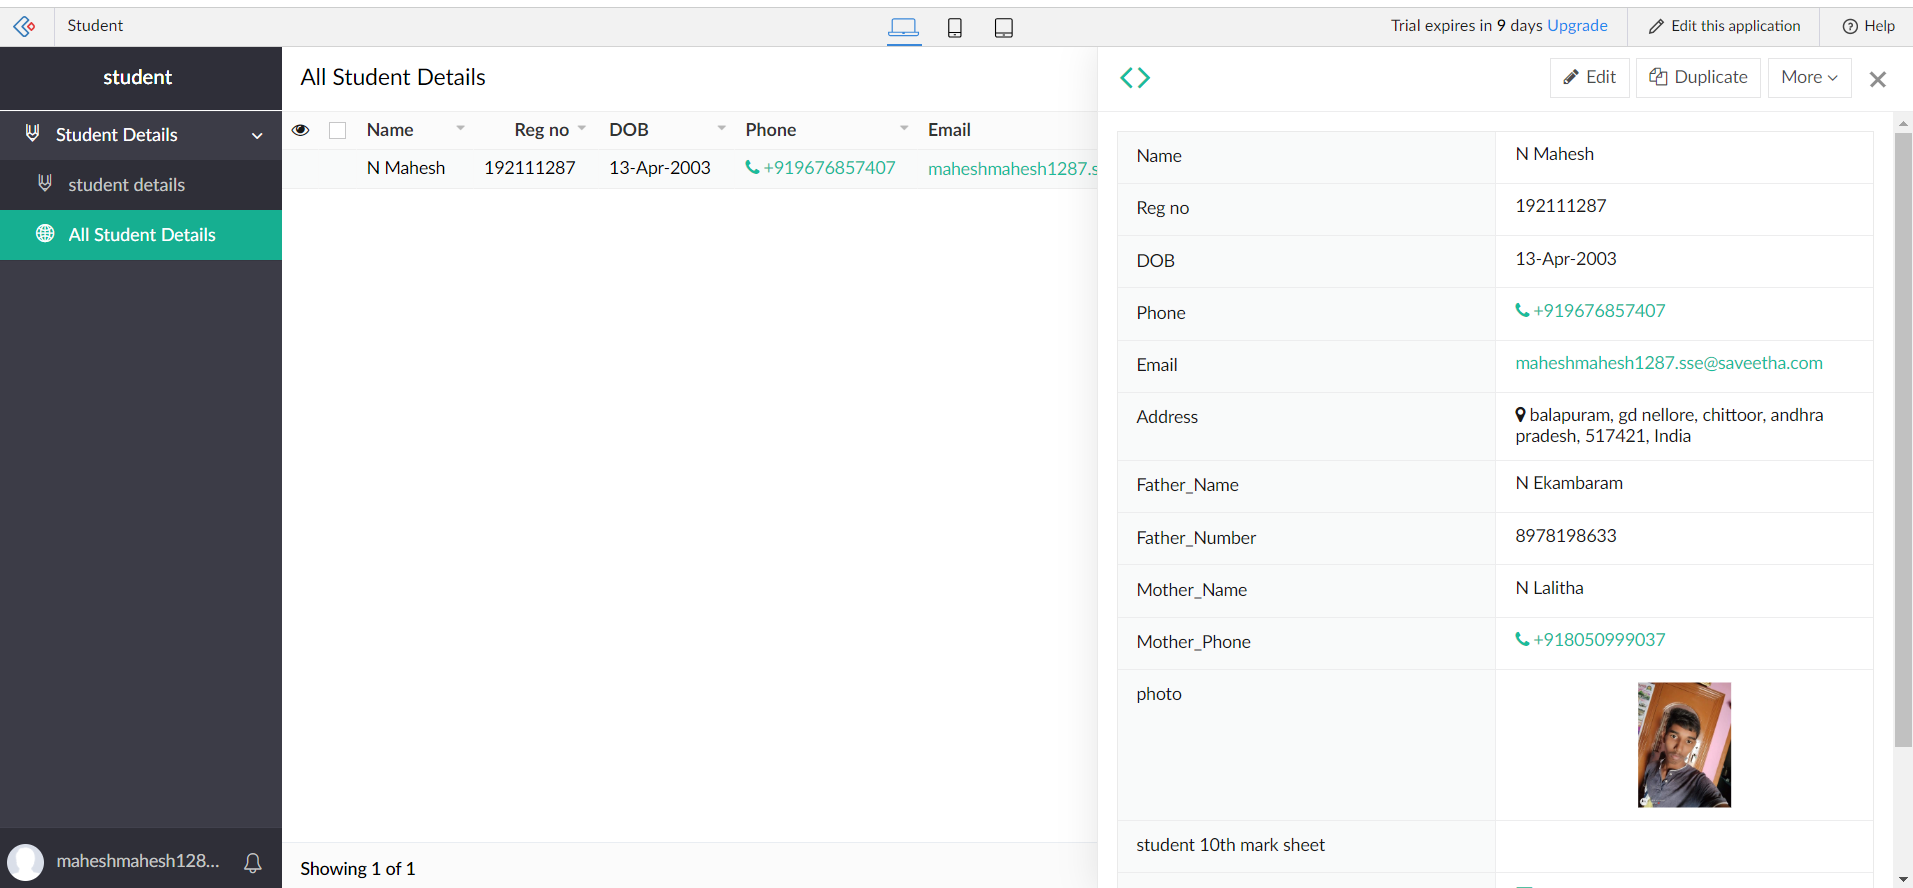 Student
Trial expires in 9 days Upgrade
Edit this application
Help
student
Student Details
student details
All Student Details
maheshmahesh128...
All Student Details
Name Reg no DOB Phone Email
N Mahesh 192111287 13-Apr-2003 +919676857407 maheshmahesh1287.s
Showing 1 of 1
Edit Duplicate More
Name N Mahesh
Reg no 192111287
DOB 13-Apr-2003
Phone +919676857407
Email maheshmahesh1287.sse@saveetha.com
Address balapuram, gd nellore, chittoor, andhra
pradesh, 517421, India
Father_Name N Ekambaram
Father_Number 8978198633
Mother_Name N Lalitha
Mother_Phone +918050999037
photo
student 10th mark sheet